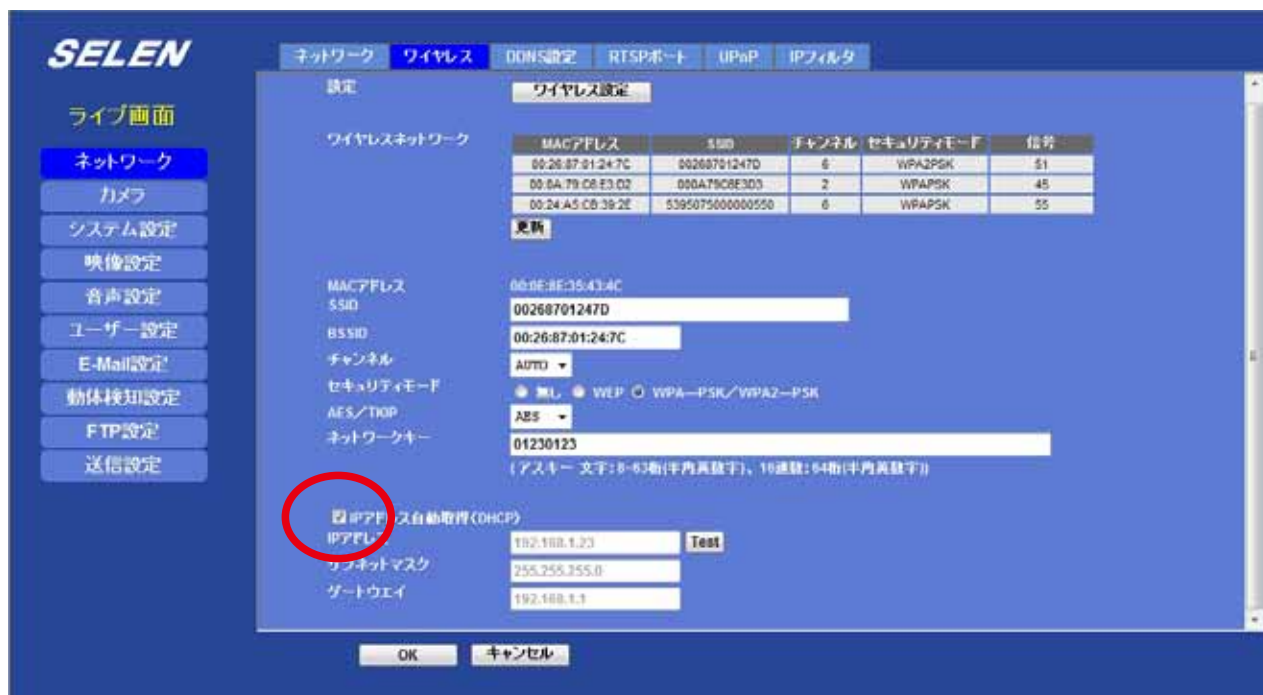 SELEN
ネットワーク ワイヤレス DDNS設定 RTSPポート UPnP IPフィルタ
ライブ画面
ネットワーク
カメラ
システム設定
映像設定
音声設定
ユーザー設定
E-Mail設定
動体検知設定
FTP設定
送信設定
設定 ワイヤレス設定
ワイヤレスネットワーク
MACアドレス SSID チャンネル セキュリティモード 信号
00:26:87:01:24:7C 00268701247D 6 WPA2PSK 51
00:0A:79:C8:E3:D2 000A79C8E3D3 2 WPAPSK 45
00:24:A5:CB:39:2E 5395075000000550 6 WPAPSK 55
更新
MACアドレス 00:0E:8E:35:43:4C
SSID 00268701247D
BSSID 00:26:87:01:24:7C
チャンネル AUTO
セキュリティモード 無し WEP WPA—PSK／WPA2—PSK
AES／TKIP AES
ネットワークキー 01230123
(アスキー 文字:8-63桁(半角英数字)、16進数:64桁(半角英数字))
IPアドレス自動取得(DHCP)
IPアドレス 192.168.1.23 Test
サブネットマスク 255.255.255.0
ゲートウェイ 192.168.1.1
OK キャンセル